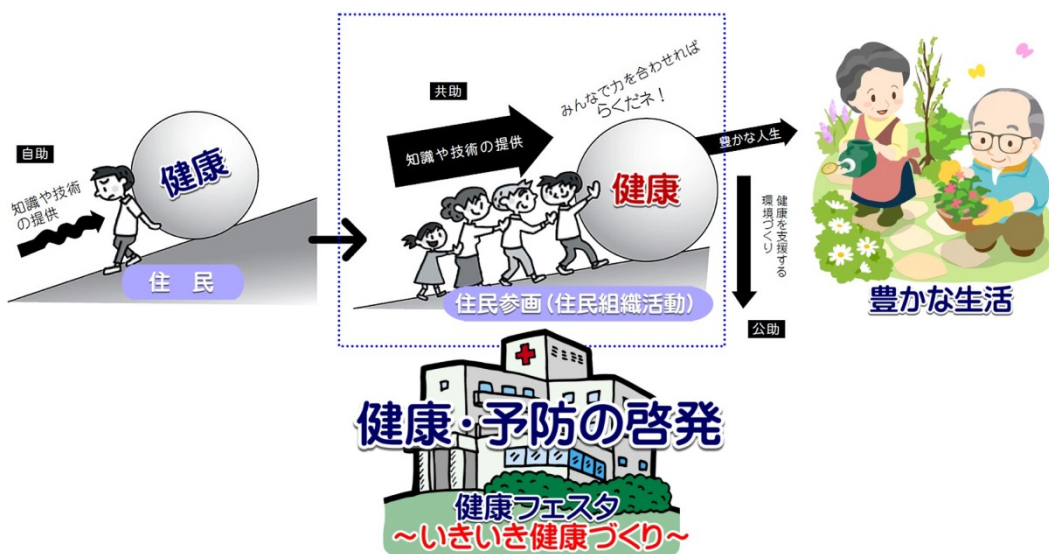 自助
知識や技術
の提供
健康
住 民
共助
知識や技術の提供
みんなで力を合わせれば
らくだネ!
健康
住民参画(住民組織活動)
豊かな人生
健康を支援する
環境づくり
公助
豊かな生活
健康・予防の啓発
健康フェスタ
~いきいき健康づくり~